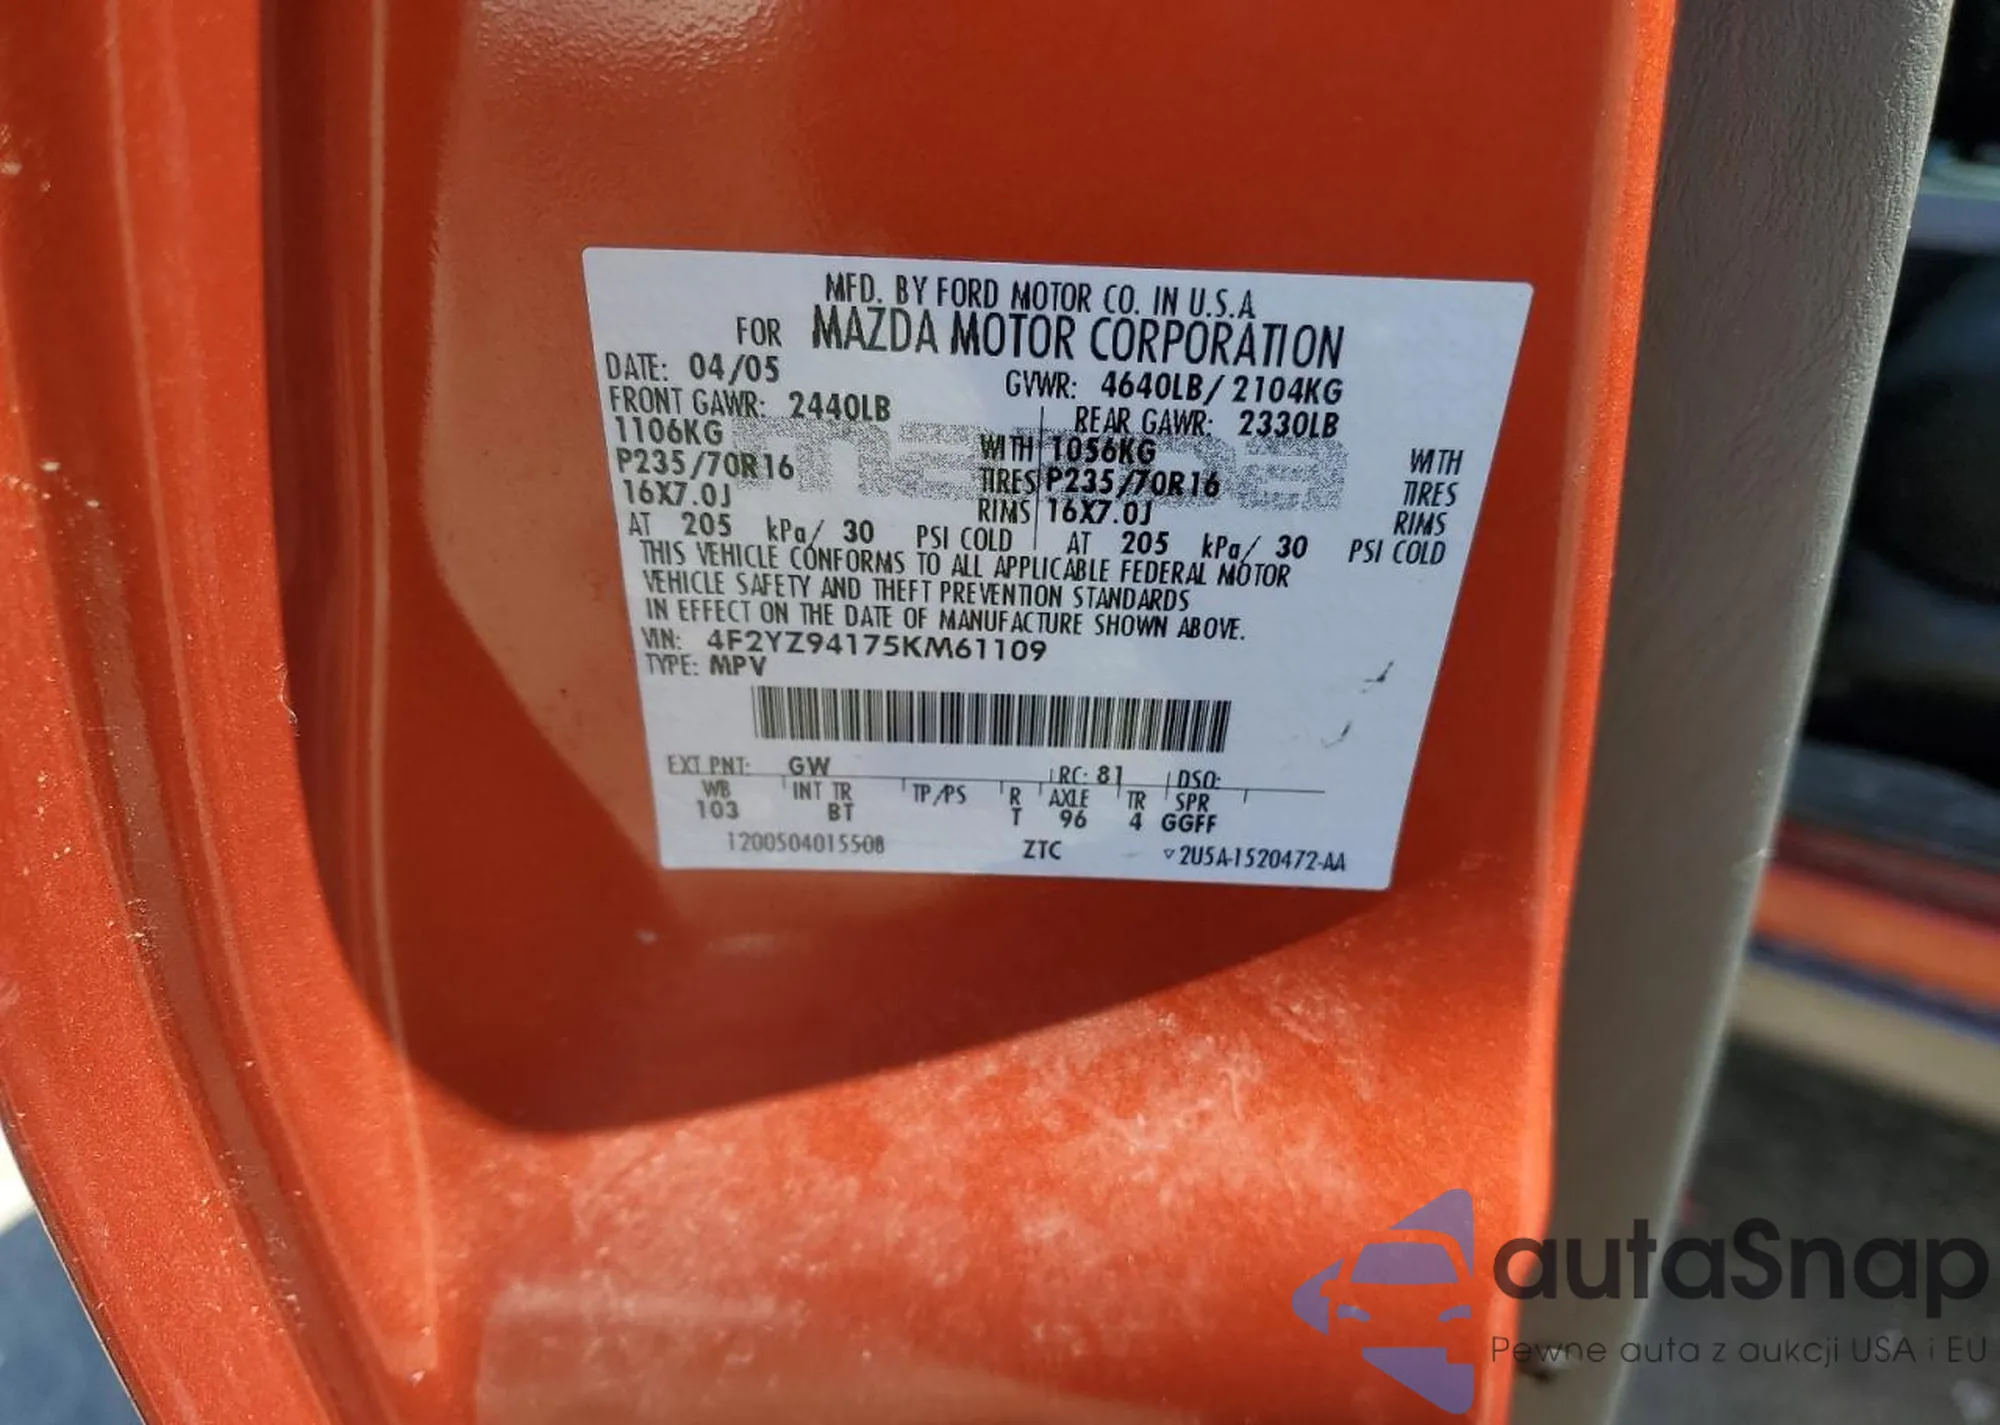 MFD. BY FORD MOTOR CO. IN U.S.A
FOR MAZDA MOTOR CORPORATION
DATE: 04/05 GVWR: 4640LB/ 2104KG
FRONT GAWR: 2440LB REAR GAWR: 2330LB
1106KG WITH 1056KG WITH
P235/70R16 TIRES P235/70R16 TIRES
16X7.0J RIMS 16X7.0J RIMS
AT 205 kPa/ 30 PSI COLD AT 205 kPa/ 30 PSI COLD
THIS VEHICLE CONFORMS TO ALL APPLICABLE FEDERAL MOTOR
VEHICLE SAFETY AND THEFT PREVENTION STANDARDS
IN EFFECT ON THE DATE OF MANUFACTURE SHOWN ABOVE.
VIN: 4F2YZ94175KM61109
TYPE: MPV
EXT PNT: GW RC: 81 DSO:
WB INT TR TP/PS R AXLE TR SPR
103 BT T 96 4 GGFF
1200504015508 ZTC 2U5A-1520472-AA
autaSnap
Pewne auta z aukcji USA i EU